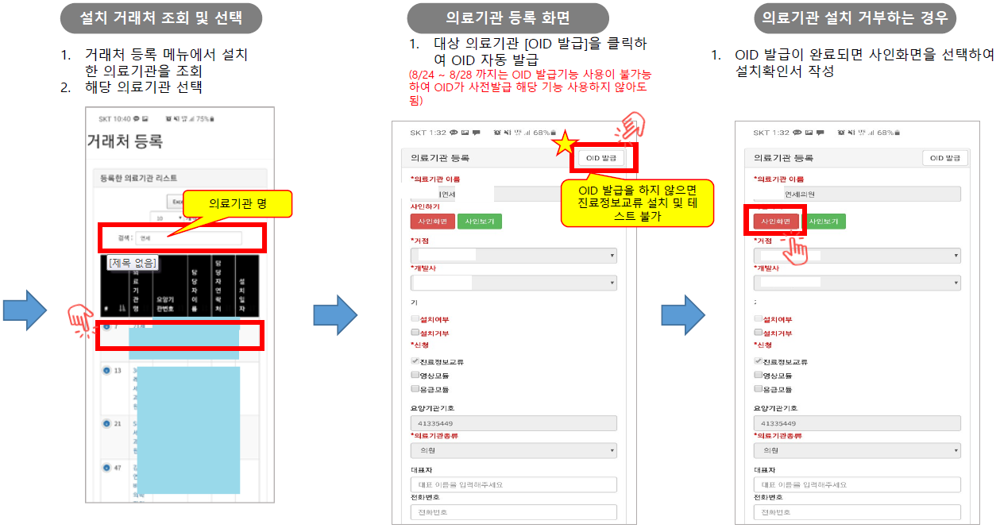 설치 거래처 조회 및 선택
1. 거래처 등록 메뉴에서 설치
한 의료기관을 조회
2. 해당 의료기관 선택
SKT 10:40
75%
거래처 등록
등록한 의료기관 리스트
10
의료기관 명
검색 : 연세
[제목 없음]
#
료기관명
요양기관번호
담당자이름
담당자연락처
설치일자
7
13
21
47
의료기관 등록 화면
1. 대상 의료기관 [OID 발급]을 클릭하
여 OID 자동 발급
(8/24 ~ 8/28 까지는 OID 발급기능 사용이 불가능
하여 OID가 사전발급 해당 기능 사용하지 않아도
됨)
SKT 1:32
68%
의료기관 등록
OID 발급
*의료기관 이름
연세
OID 발급을 하지 않으면
진료정보교류 설치 및 테
스트 불가
사인하기
사인화면 사인보기
*거점
*개발사
기
설치여부
설치거부
*신청
진료정보교류
영상모듈
응급모듈
요양기관기호
41335449
*의료기관종류
의원
대표자
대표 이름을 입력해주세요
전화번호
전화번호
의료기관 설치 거부하는 경우
1. OID 발급이 완료되면 사인화면을 선택하여
설치확인서 작성
SKT 1:32
68%
의료기관 등록
OID 발급
*의료기관 이름
연세의원
사인화면 사인보기
*거점
*개발사
설치여부
설치거부
*신청
진료정보교류
영상모듈
응급모듈
요양기관기호
41335449
*의료기관종류
의원
대표자
대표 이름을 입력해주세요
전화번호
전화번호